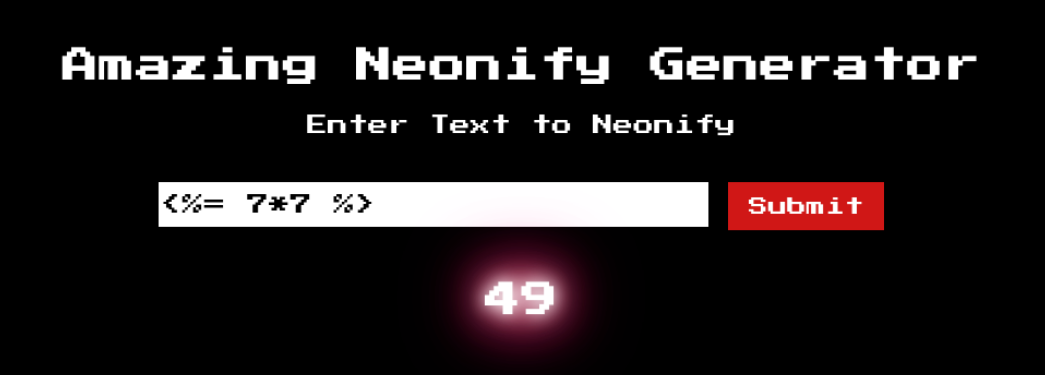 Amazing Neonify Generator
Enter Text to Neonify
<%= 7*7 %>
Submit
49